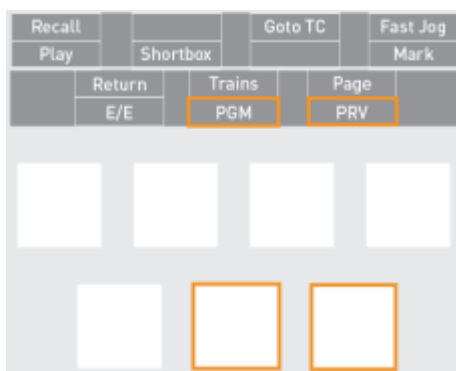 Recall Goto TC Fast Jog
Play Shortbox Mark
Return Trains Page
E/E PGM PRV